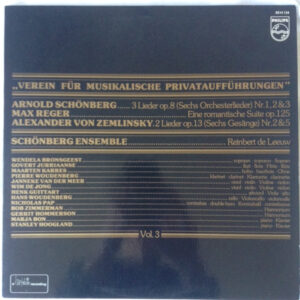 PHILIPS
„VEREIN FÜR MUSIKALISCHE PRIVATAUFFÜHRUNGEN"
ARNOLD SCHÖNBERG ...... 3 Lieder op.8 (Sechs Orchesterlieder) Nr.1, 2 & 3
MAX REGER ...... Eine romantische Suite op.125
ALEXANDER VON ZEMLINSKY. 2 Lieder op.13 (Sechs Gesänge) Nr.2 & 5
SCHÖNBERG ENSEMBLE ...... Reinbert de Leeuw
WENDELA BRONSGEEST
GOVERT JURRIAANSE
MAARTEN KARRES
PIERRE WOUDENBERG
JANNEKE VAN DER MEER
WIM DE JONG
HENK GUITTART
HANS WOUDENBERG
NICHOLAS PAP
BOB ZIMMERMAN
GERRIT HOMMERSON
MARJA BON
STANLEY HOOGLAND
Vol. 3